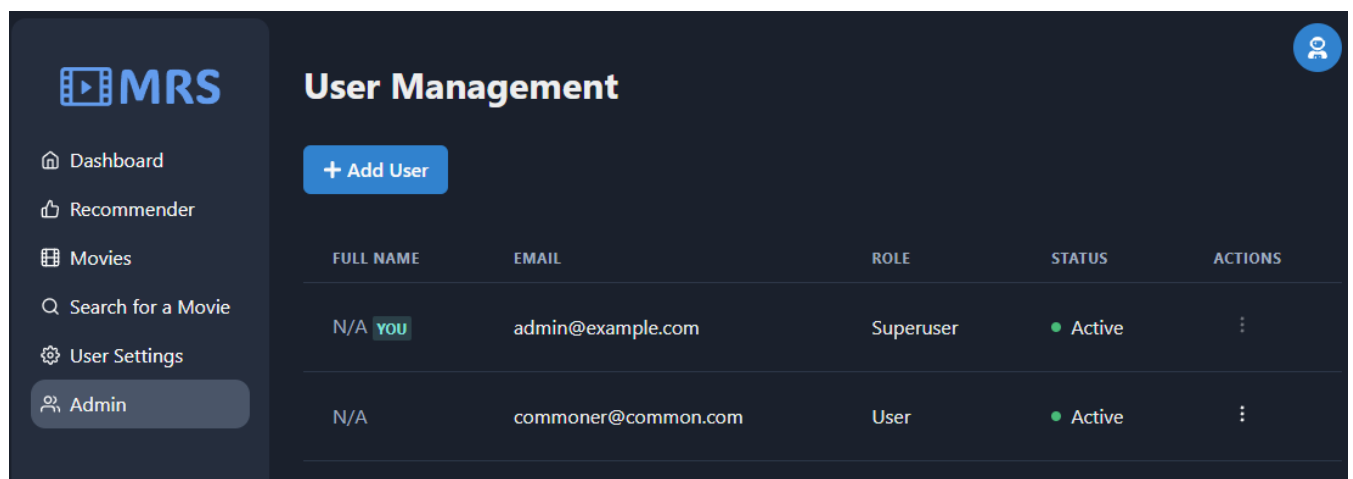 MRS
Dashboard
Recommender
Movies
Search for a Movie
User Settings
Admin
User Management
+ Add User
FULL NAME EMAIL ROLE STATUS ACTIONS
N/A YOU admin@example.com Superuser Active
N/A commoner@common.com User Active